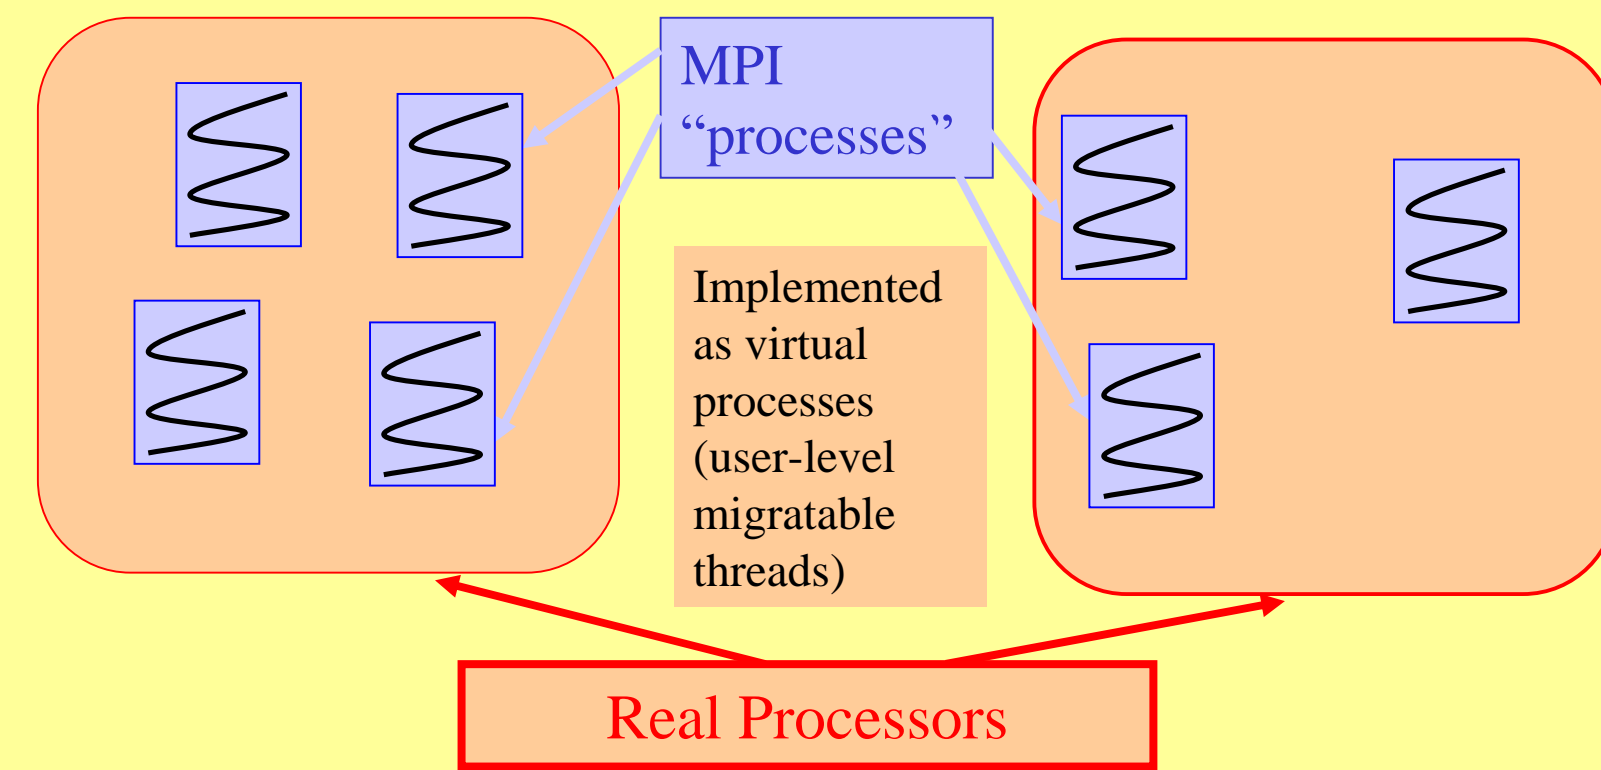 MPI
“processes”
Implemented
as virtual
processes
(user-level
migratable
threads)
Real Processors